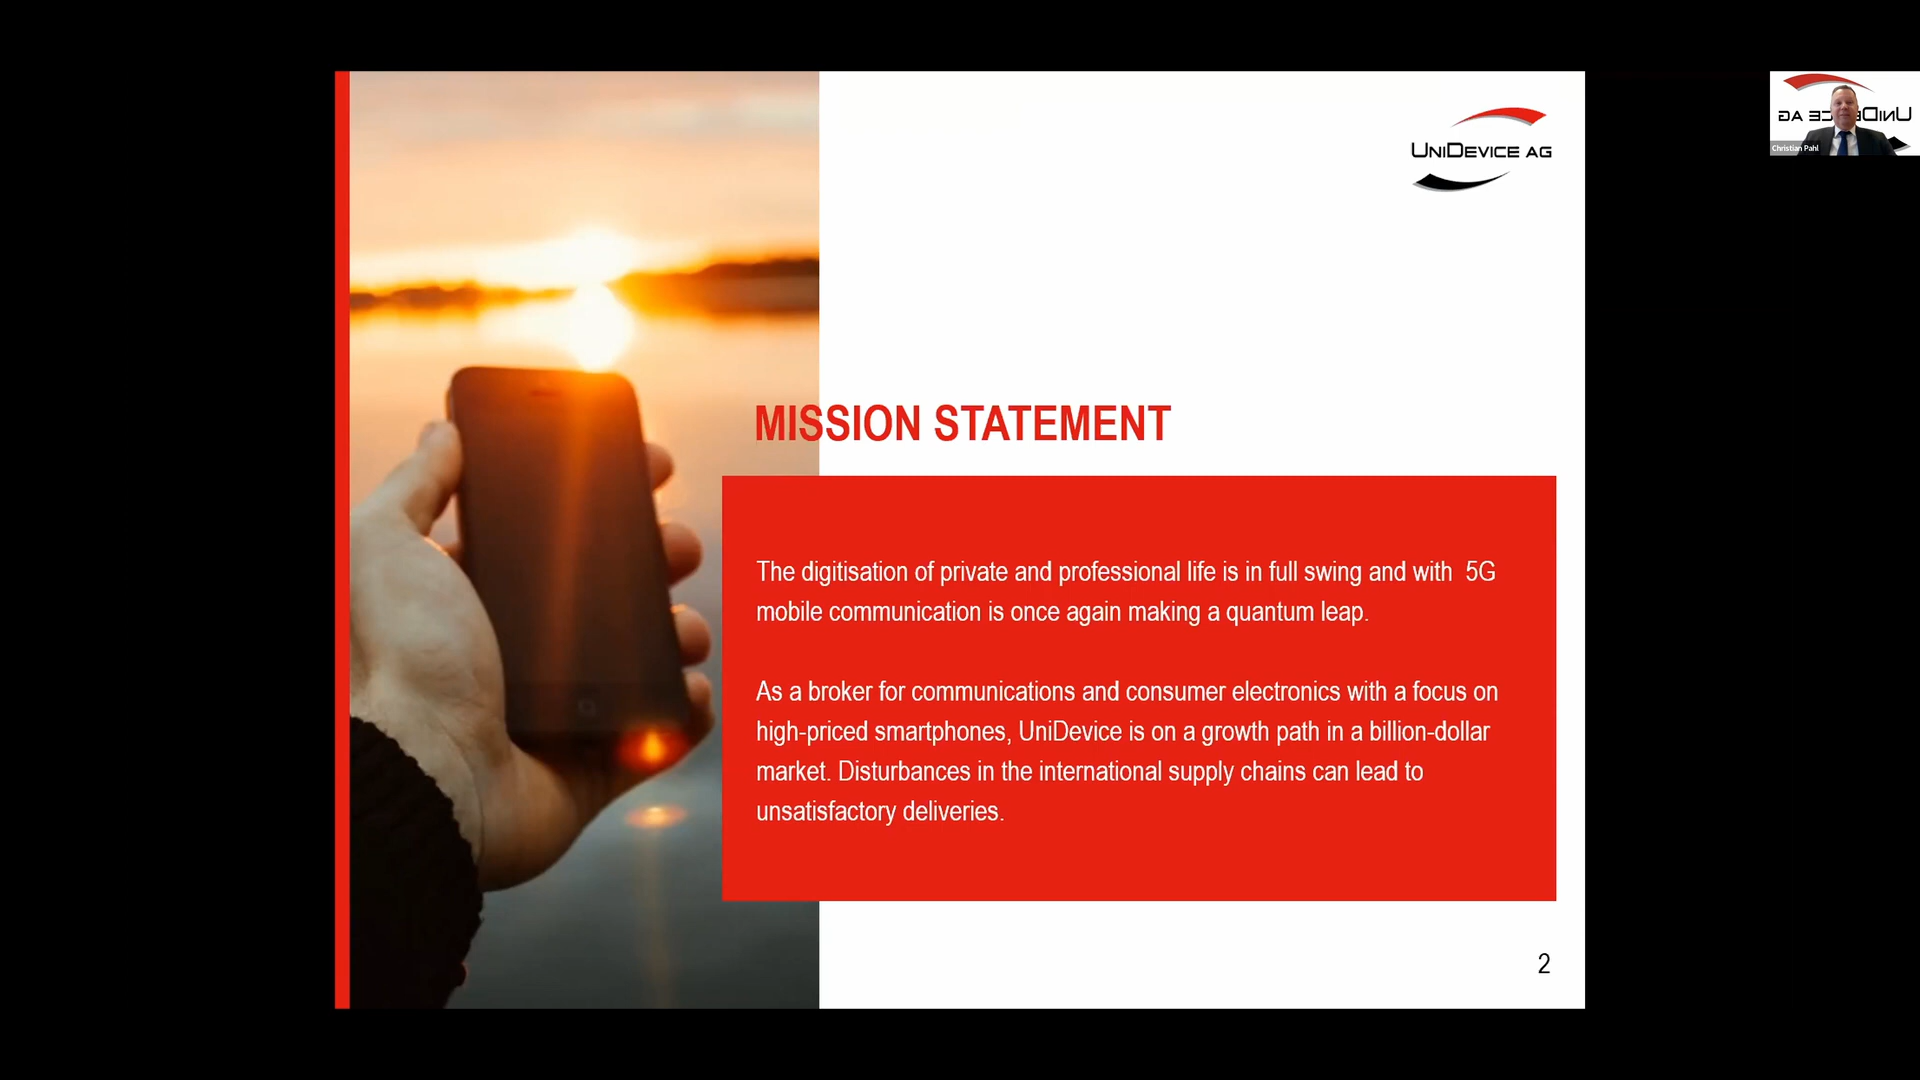 UNIDEVICE AG
UNIDEVICE AG
Christian Pahl
MISSION STATEMENT
The digitisation of private and professional life is in full swing and with 5G
mobile communication is once again making a quantum leap.
As a broker for communications and consumer electronics with a focus on
high-priced smartphones, UniDevice is on a growth path in a billion-dollar
market. Disturbances in the international supply chains can lead to
unsatisfactory deliveries.
2